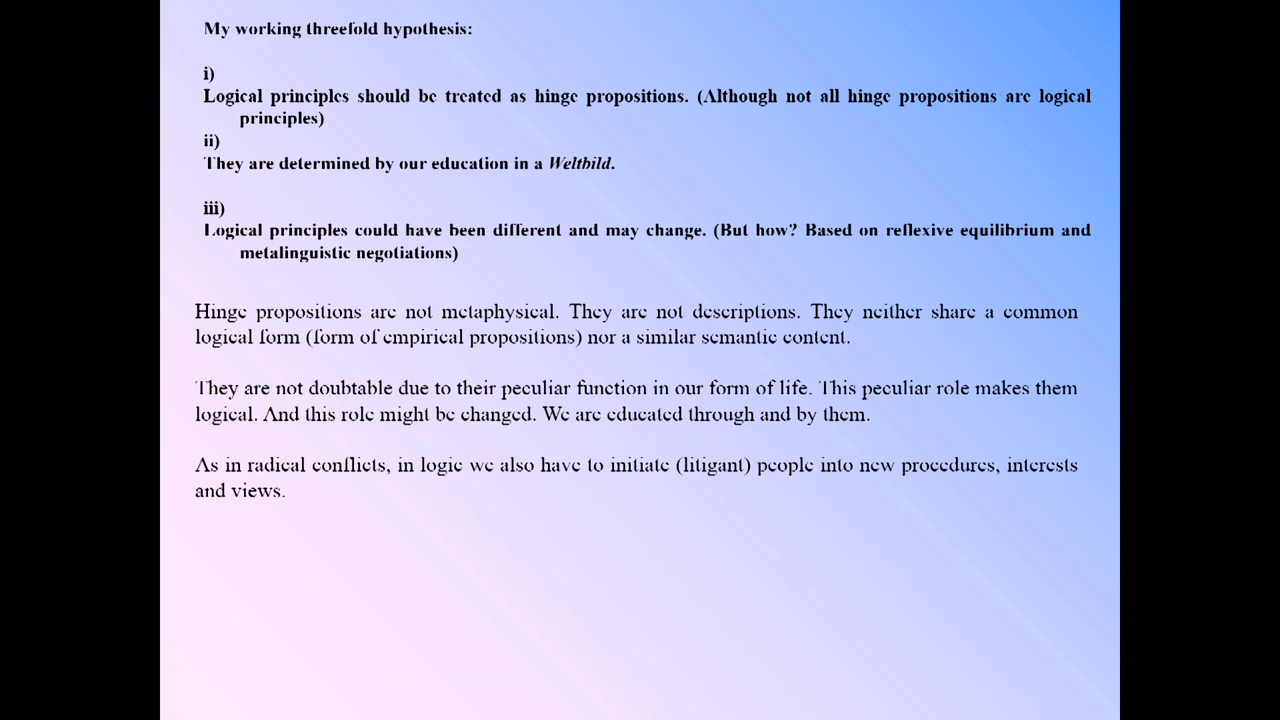 My working threefold hypothesis:
i)
Logical principles should be treated as hinge propositions. (Although not all hinge propositions are logical
principles)
ii)
They are determined by our education in a Weltbild.
iii)
Logical principles could have been different and may change. (But how? Based on reflexive equilibrium and
metalinguistic negotiations)
Hinge propositions are not metaphysical. They are not descriptions. They neither share a common
logical form (form of empirical propositions) nor a similar semantic content.
They are not doubtable due to their peculiar function in our form of life. This peculiar role makes them
logical. And this role might be changed. We are educated through and by them.
As in radical conflicts, in logic we also have to initiate (litigant) people into new procedures, interests
and views.